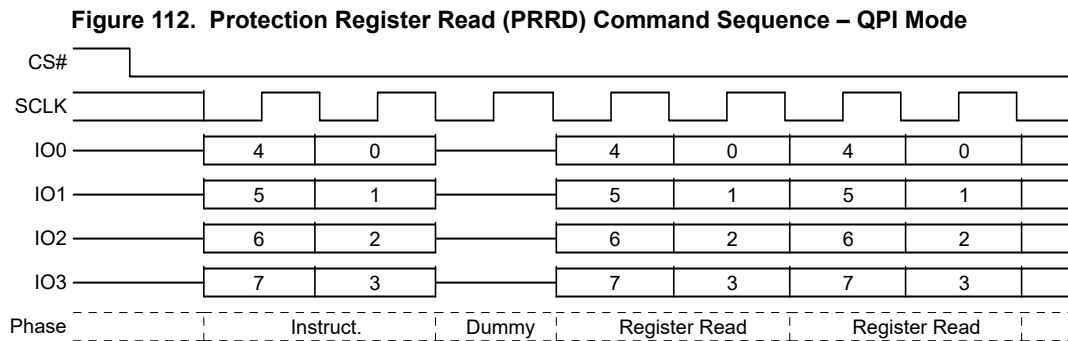 Figure 112. Protection Register Read (PRRD) Command Sequence – QPI Mode
CS#
SCLK
IO0 4 0 4 0 4 0
IO1 5 1 5 1 5 1
IO2 6 2 6 2 6 2
IO3 7 3 7 3 7 3
Phase Instruct. Dummy Register Read Register Read